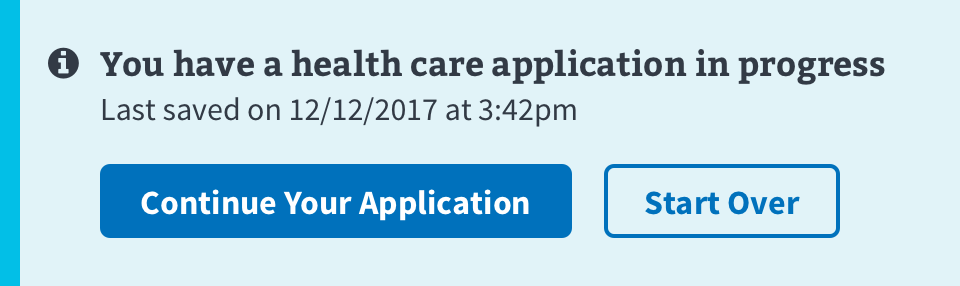 You have a health care application in progress
Last saved on 12/12/2017 at 3:42pm
Continue Your Application
Start Over